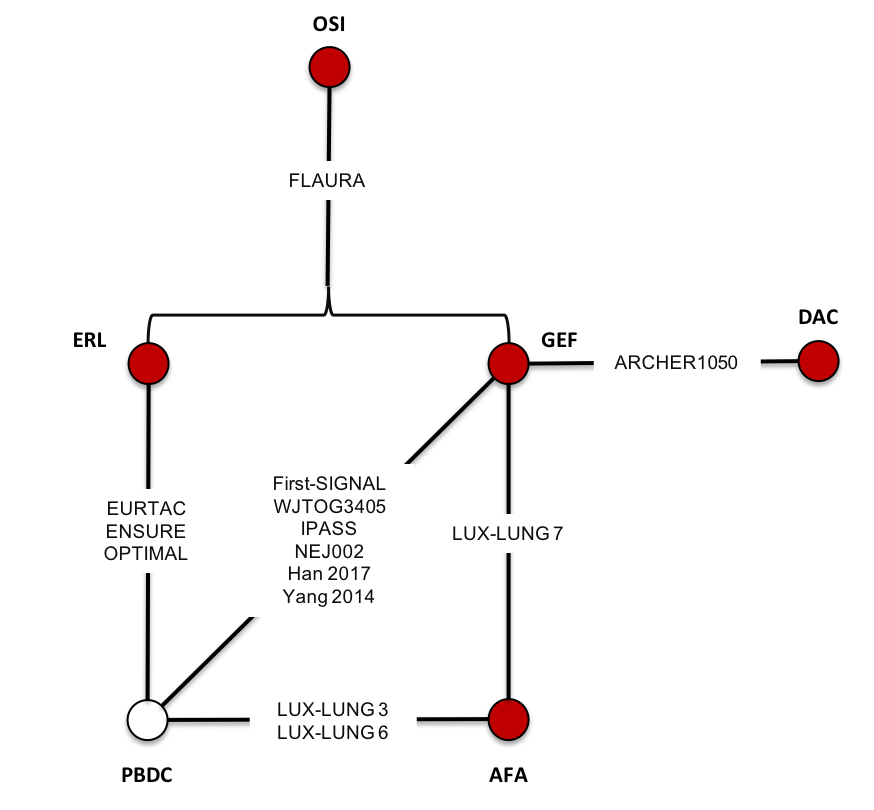 OSI
FLAURA
ERL
GEF
DAC
ARCHER1050
EURTAC
ENSURE
OPTIMAL
First-SIGNAL
WJTOG3405
IPASS
NEJ002
Han 2017
Yang 2014
LUX-LUNG 7
LUX-LUNG 3
LUX-LUNG 6
PBDC
AFA